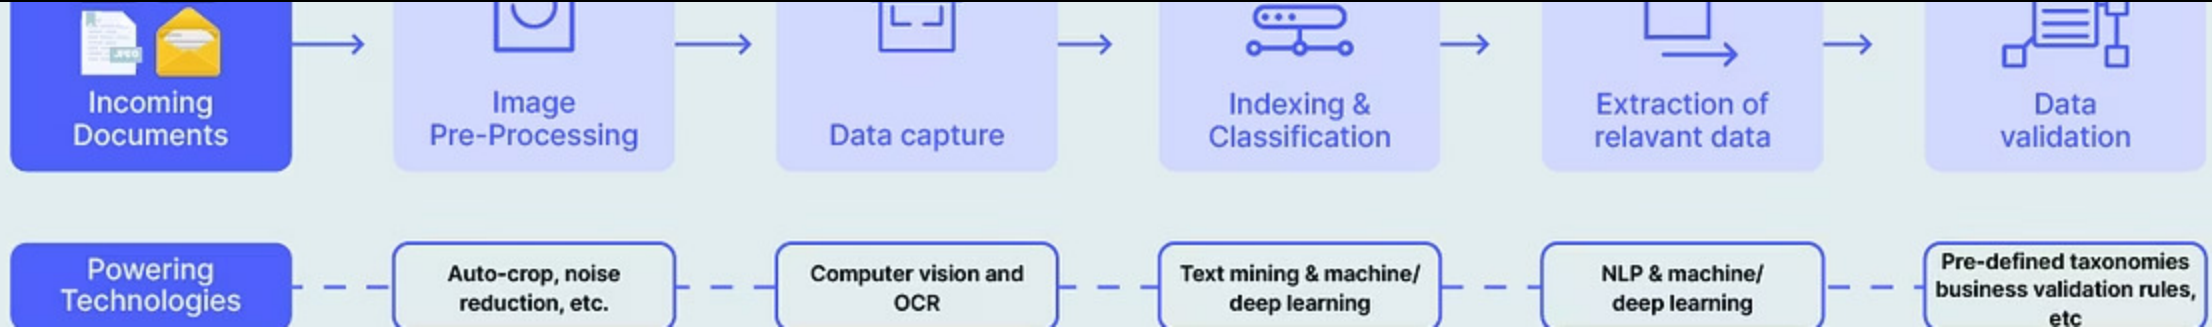 Incoming
Documents
Image
Pre-Processing
Data capture
Indexing &
Classification
Extraction of
relavant data
Data
validation
Powering
Technologies
Auto-crop, noise
reduction, etc.
Computer vision and
OCR
Text mining & machine/
deep learning
NLP & machine/
deep learning
Pre-defined taxonomies
business validation rules,
etc